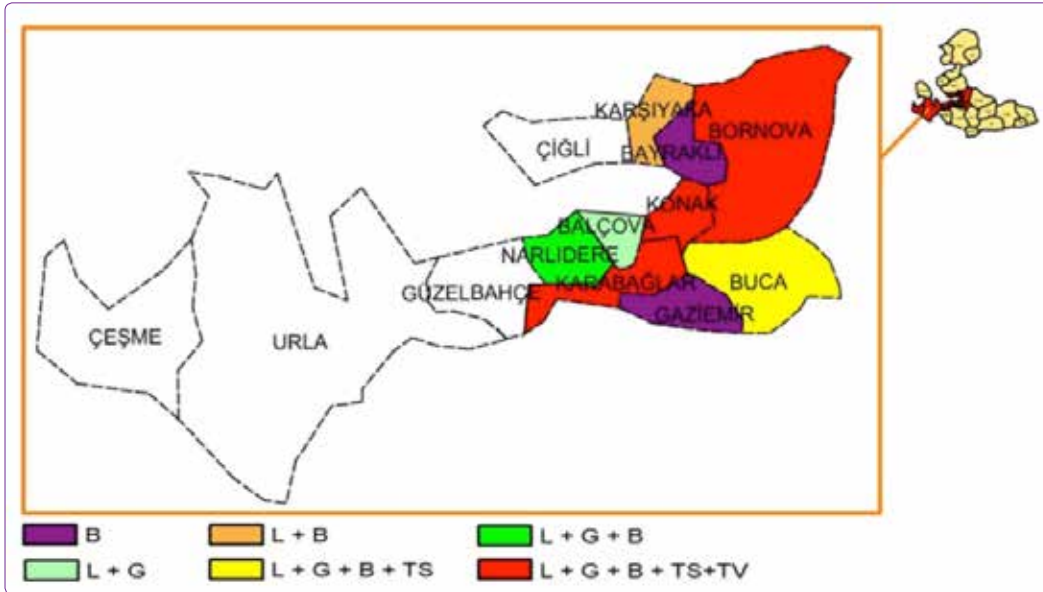 KARŞIYAKA
BORNOVA
ÇİĞLİ
BAYRAKLI
KONAK
BALÇOVA
NARLIDERE
KARABAĞLAR
BUCA
GÜZELBAHÇE
GAZİEMİR
ÇEŞME
URLA
B
L + B
L + G + B
L + G
L + G + B + TS
L + G + B + TS+TV